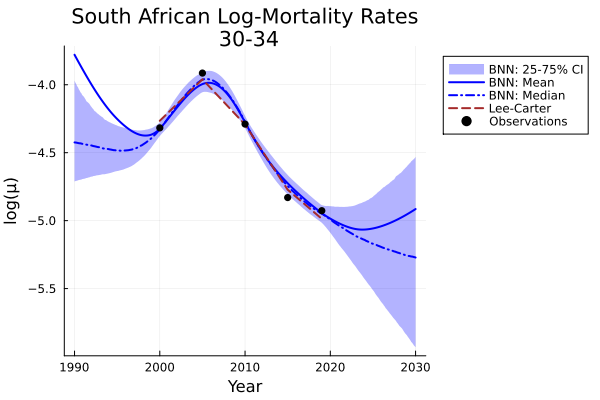 South African Log-Mortality Rates
30-34
BNN: 25-75% CI
BNN: Mean
BNN: Median
Lee-Carter
Observations
log(μ)
−4.0
−4.5
−5.0
−5.5
1990
2000
2010
2020
2030
Year